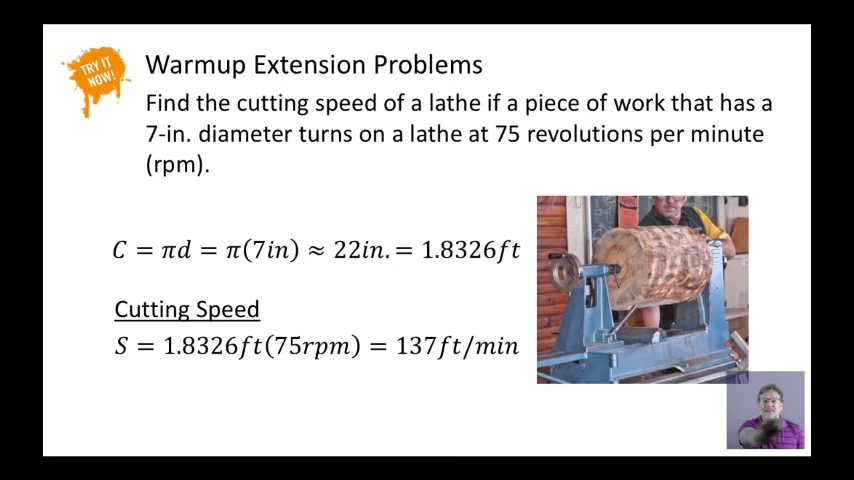 TRY IT
NOW!
Warmup Extension Problems
Find the cutting speed of a lathe if a piece of work that has a
7-in. diameter turns on a lathe at 75 revolutions per minute
(rpm).
C = πd = π(7in) ≈ 22in. = 1.8326ft
Cutting Speed
S = 1.8326ft(75rpm) = 137ft/min